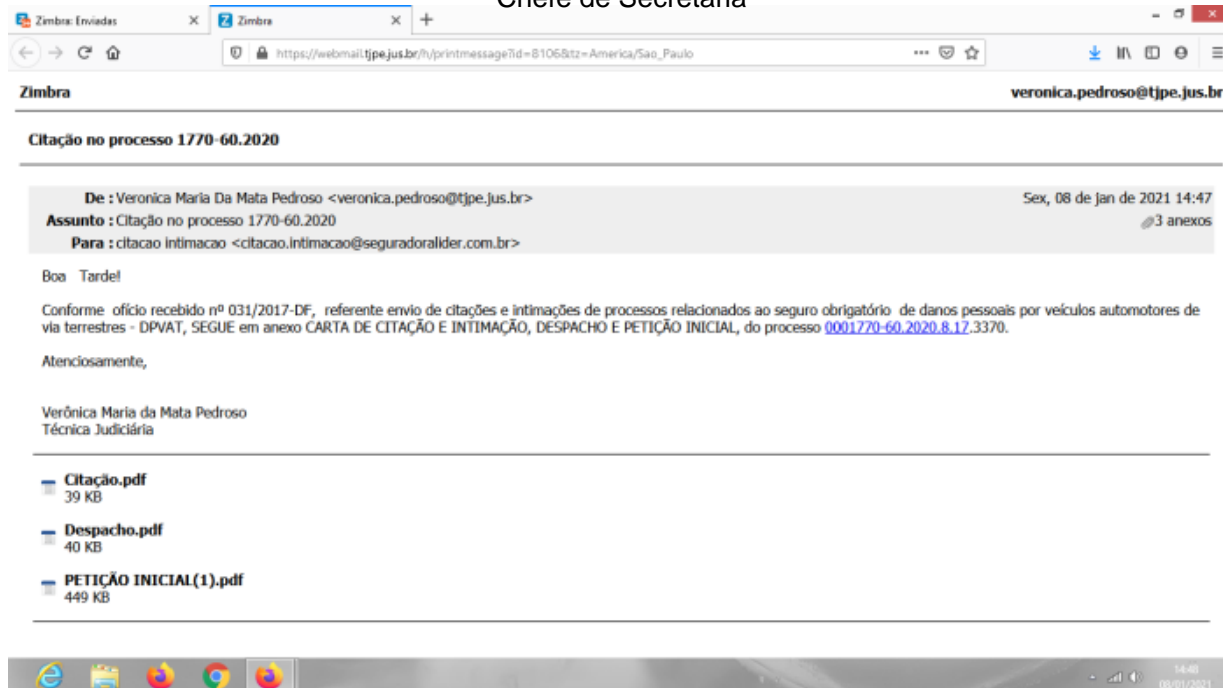 Chefe de Secretaria
Zimbra: Enviadas
Zimbra
https://webmail.tjpe.jus.br/h/printmessage?id=8106&tz=America/Sao_Paulo
Zimbra
veronica.pedroso@tjpe.jus.br
Citação no processo 1770-60.2020
De : Veronica Maria Da Mata Pedroso <veronica.pedroso@tjpe.jus.br>
Sex, 08 de jan de 2021 14:47
Assunto : Citação no processo 1770-60.2020
3 anexos
Para : citacao intimacao <citacao.intimacao@seguradoralider.com.br>
Boa Tarde!
Conforme ofício recebido nº 031/2017-DF, referente envio de citações e intimações de processos relacionados ao seguro obrigatório de danos pessoais por veículos automotores de
via terrestres - DPVAT, SEGUE em anexo CARTA DE CITAÇÃO E INTIMAÇÃO, DESPACHO E PETIÇÃO INICIAL, do processo 0001770-60.2020.8.17.3370.
Atenciosamente,
Verônica Maria da Mata Pedroso
Técnica Judiciária
Citação.pdf
39 KB
Despacho.pdf
40 KB
PETIÇÃO INICIAL(1).pdf
449 KB
14:48
08/01/2021